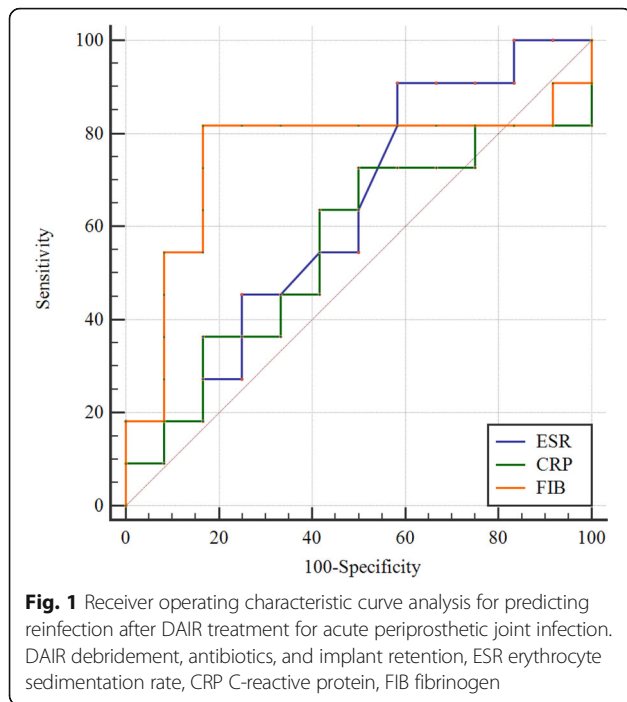 100
80
60
40
20
0
Sensitivity
ESR
CRP
FIB
0 20 40 60 80 100
100-Specificity
Fig. 1 Receiver operating characteristic curve analysis for predicting
reinfection after DAIR treatment for acute periprosthetic joint infection.
DAIR debridement, antibiotics, and implant retention, ESR erythrocyte
sedimentation rate, CRP C-reactive protein, FIB fibrinogen